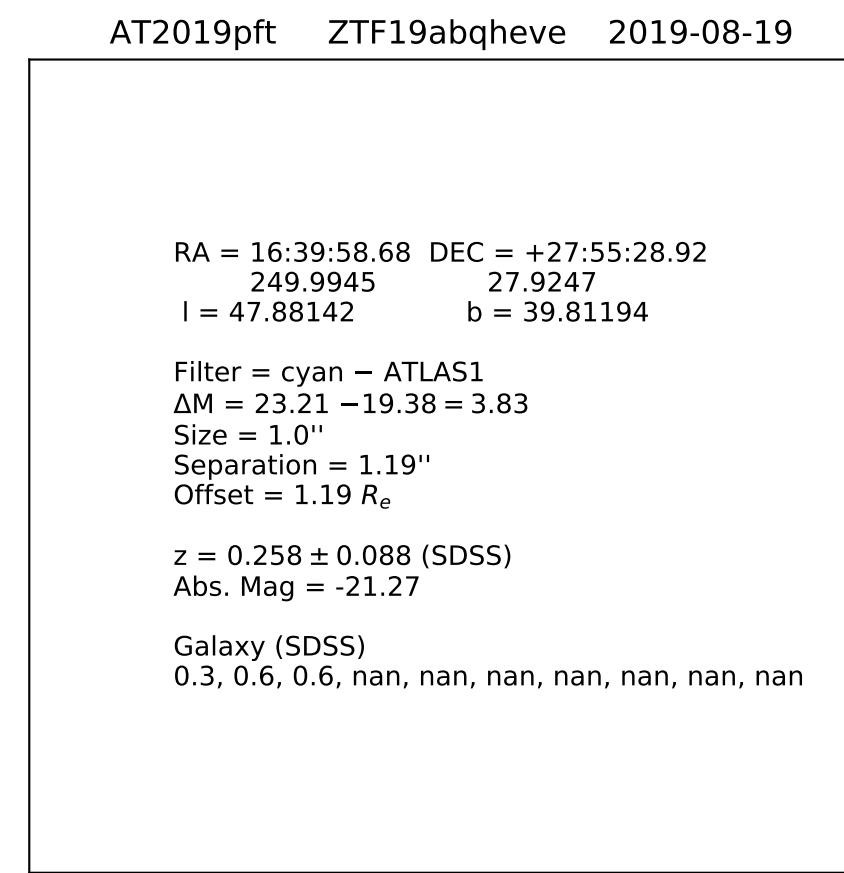 AT2019pft ZTF19abqheve 2019-08-19
RA = 16:39:58.68 DEC = +27:55:28.92
249.9945 27.9247
l = 47.88142 b = 39.81194
Filter = cyan − ATLAS1
ΔM = 23.21 −19.38 = 3.83
Size = 1.0''
Separation = 1.19''
Offset = 1.19 Rₑ
z = 0.258 ± 0.088 (SDSS)
Abs. Mag = -21.27
Galaxy (SDSS)
0.3, 0.6, 0.6, nan, nan, nan, nan, nan, nan, nan